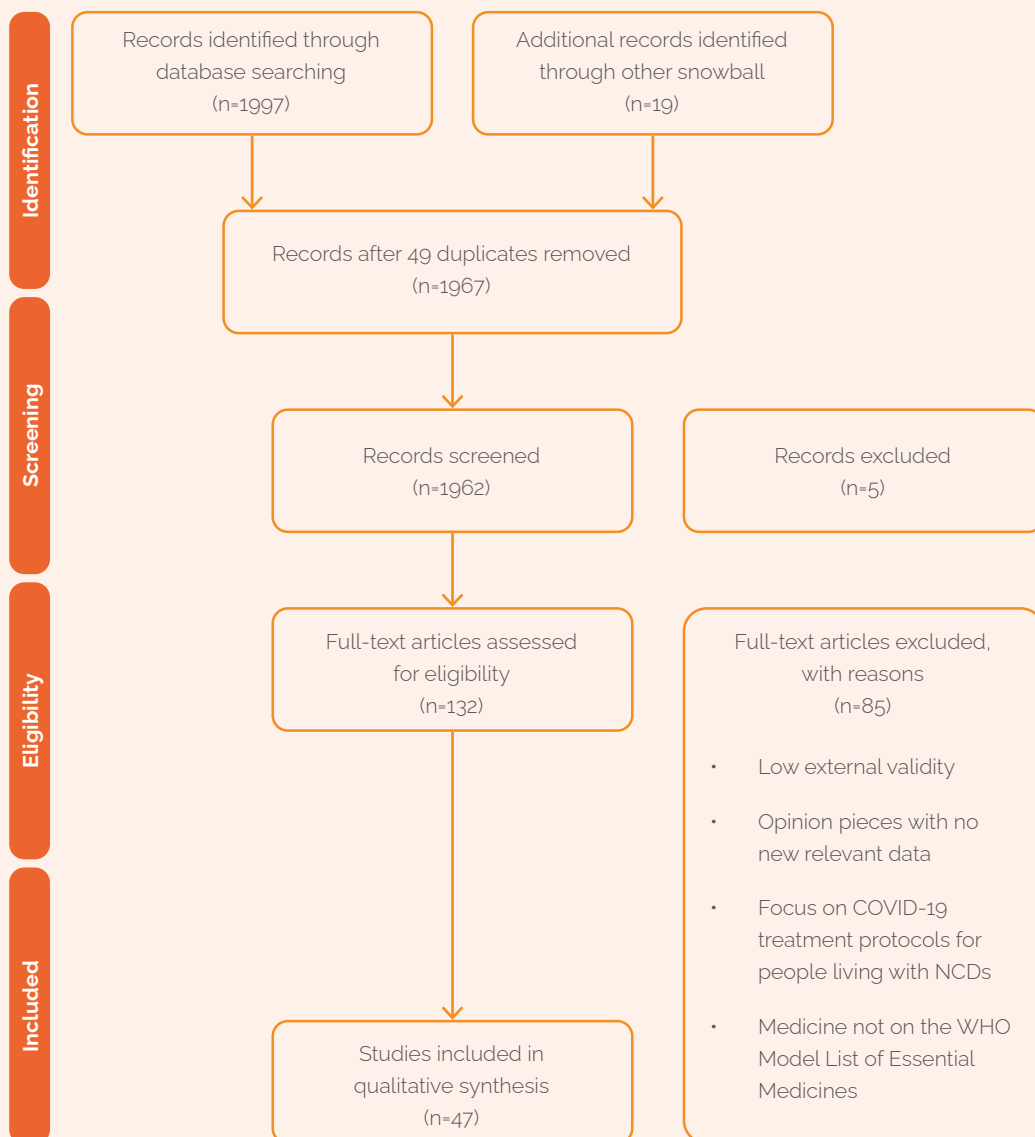 Identification
Records identified through
database searching
(n=1997)
Additional records identified
through other snowball
(n=19)
Records after 49 duplicates removed
(n=1967)
Screening
Records screened
(n=1962)
Records excluded
(n=5)
Eligibility
Full-text articles assessed
for eligibility
(n=132)
Full-text articles excluded,
with reasons
(n=85)
• Low external validity
• Opinion pieces with no
new relevant data
• Focus on COVID-19
treatment protocols for
people living with NCDs
• Medicine not on the WHO
Model List of Essential
Medicines
Included
Studies included in
qualitative synthesis
(n=47)